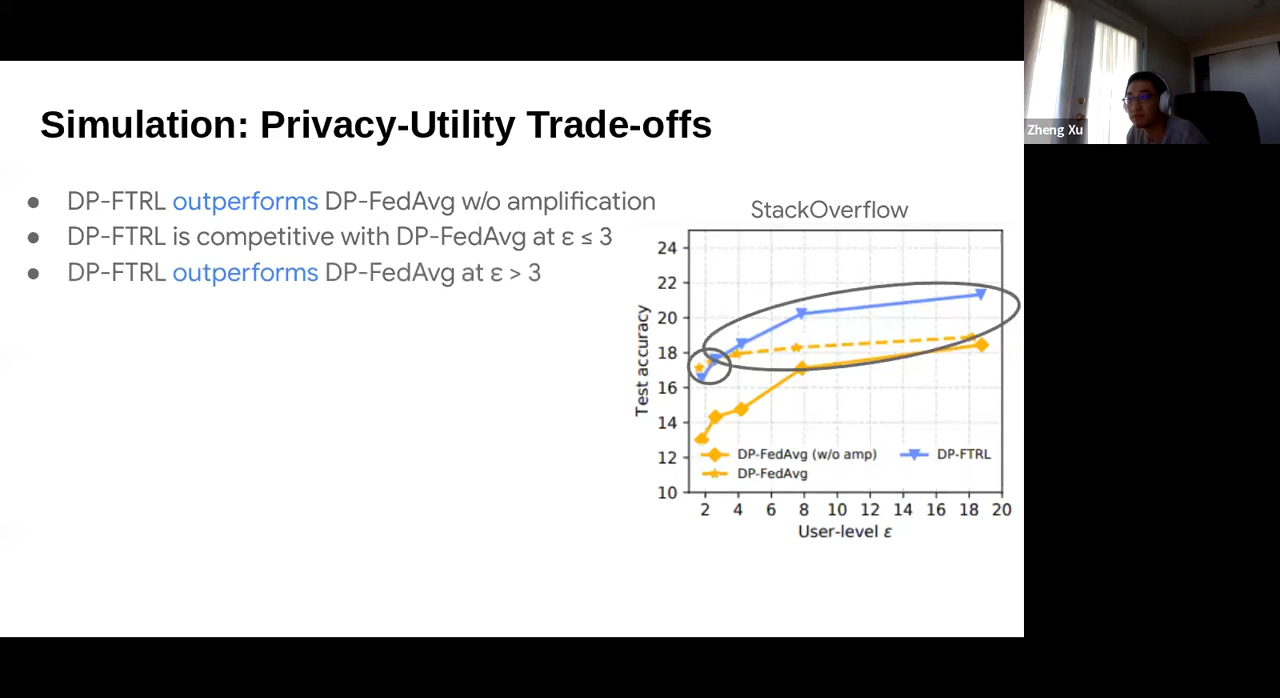 Simulation: Privacy-Utility Trade-offs
● DP-FTRL outperforms DP-FedAvg w/o amplification
● DP-FTRL is competitive with DP-FedAvg at ε ≤ 3
● DP-FTRL outperforms DP-FedAvg at ε > 3
StackOverflow
24
22
20
18
16
14
12
10
Test accuracy
DP-FedAvg (w/o amp)
DP-FTRL
DP-FedAvg
2 4 6 8 10 12 14 16 18 20
User-level ε
Zheng Xu